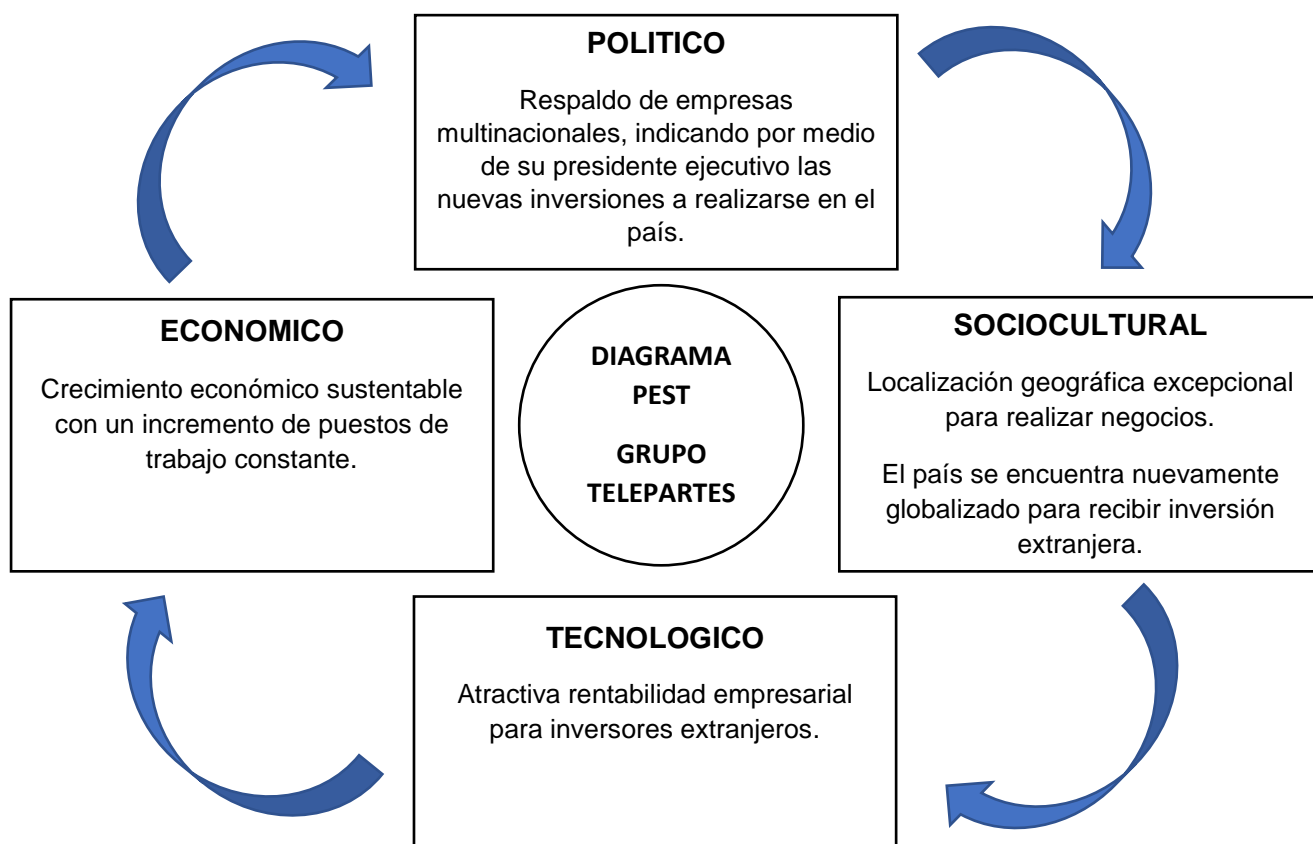 POLITICO
Respaldo de empresas
multinacionales, indicando por medio
de su presidente ejecutivo las
nuevas inversiones a realizarse en el
país.
ECONOMICO
Crecimiento económico sustentable
con un incremento de puestos de
trabajo constante.
DIAGRAMA
PEST
GRUPO
TELEPARTES
SOCIOCULTURAL
Localización geográfica excepcional
para realizar negocios.
El país se encuentra nuevamente
globalizado para recibir inversión
extranjera.
TECNOLOGICO
Atractiva rentabilidad empresarial
para inversores extranjeros.